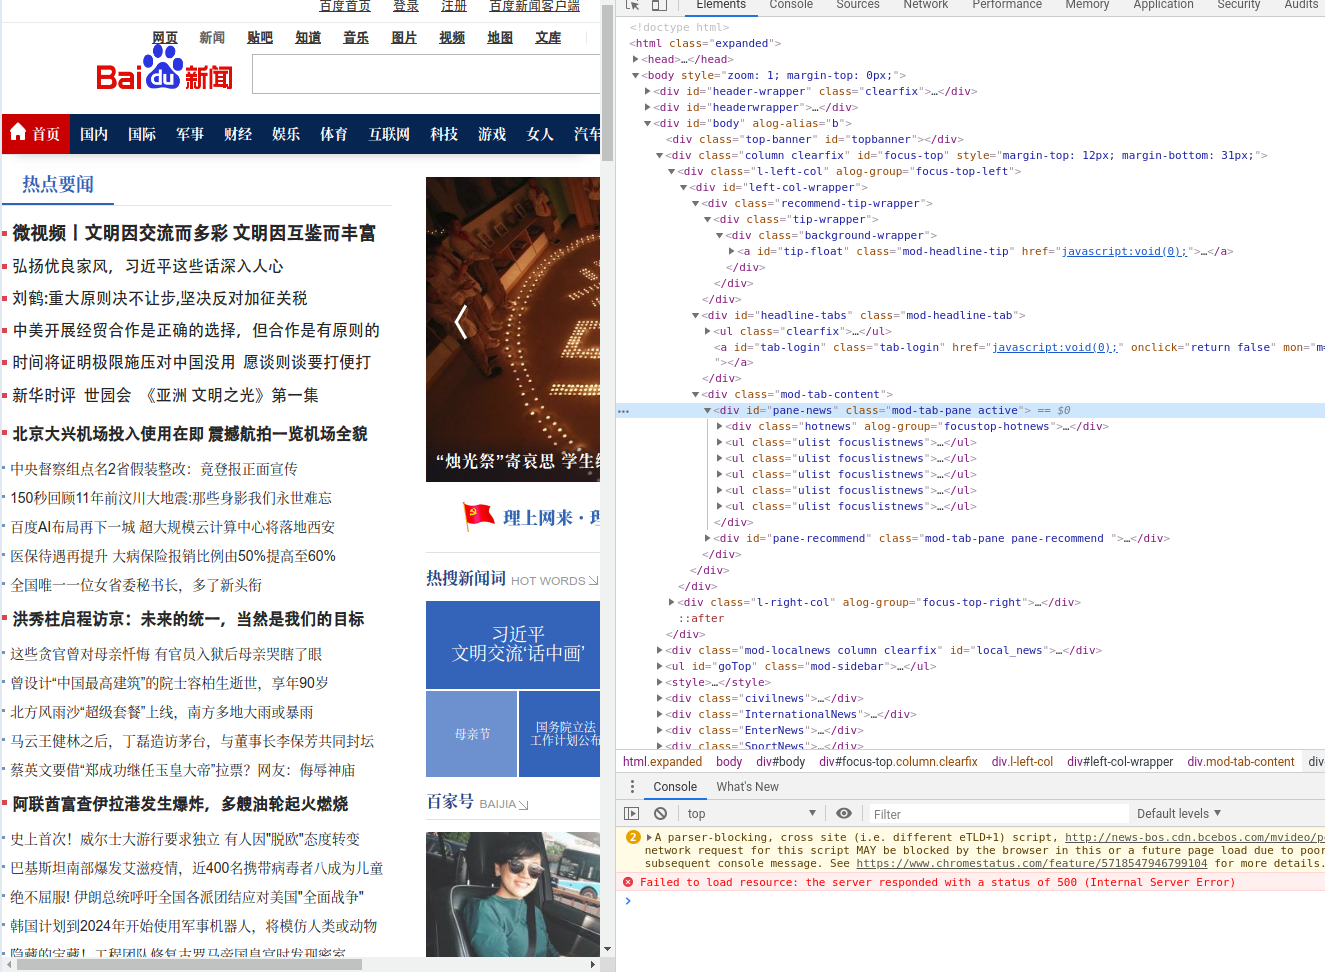 百度首页 登录 注册 百度新闻客户端
网页 新闻 贴吧 知道 音乐 图片 视频 地图 文库
Bai du 新闻
首页 国内 国际 军事 财经 娱乐 体育 互联网 科技 游戏 女人 汽车
热点要闻
微视频丨文明因交流而多彩 文明因互鉴而丰富
弘扬优良家风，习近平这些话深入人心
刘鹤:重大原则决不让步,坚决反对加征关税
中美开展经贸合作是正确的选择，但合作是有原则的
时间将证明极限施压对中国没用 愿谈则谈要打便打
新华时评 世园会 《亚洲 文明之光》第一集
北京大兴机场投入使用在即 震撼航拍一览机场全貌
中央督察组点名2省假装整改：竟登报正面宣传
150秒回顾11年前汶川大地震:那些身影我们永世难忘
百度AI布局再下一城 超大规模云计算中心将落地西安
医保待遇再提升 大病保险报销比例由50%提高至60%
全国唯一一位女省委秘书长，多了新头衔
洪秀柱启程访京：未来的统一，当然是我们的目标
这些贪官曾对母亲忏悔 有官员入狱后母亲哭瞎了眼
曾设计“中国最高建筑”的院士容柏生逝世，享年90岁
北方风雨沙“超级套餐”上线，南方多地大雨或暴雨
马云王健林之后，丁磊造访茅台，与董事长李保芳共同封坛
蔡英文要借“郑成功继任玉皇大帝”拉票？网友：侮辱神庙
阿联酋富查伊拉港发生爆炸，多艘油轮起火燃烧
史上首次！威尔士大游行要求独立 有人因"脱欧"态度转变
巴基斯坦南部爆发艾滋疫情，近400名携带病毒者八成为儿童
绝不屈服! 伊朗总统呼吁全国各派团结应对美国"全面战争"
韩国计划到2024年开始使用军事机器人，将模仿人类或动物
隐藏的宝藏！工程团队修复古罗马帝国皇宫时发现密室
“烛光祭”寄哀思 学生纟
理上网来·理
热搜新闻词 HOT WORDS
习近平
文明交流‘话中画’
母亲节
国务院立法
工作计划公布
百家号 BAIJIA
Elements Console Sources Network Performance Memory Application Security Audits
<!doctype html>
<html class="expanded">
<head>…</head>
<body style="zoom: 1; margin-top: 0px;">
<div id="header-wrapper" class="clearfix">…</div>
<div id="headerwrapper">…</div>
<div id="body" alog-alias="b">
<div class="top-banner" id="topbanner"></div>
<div class="column clearfix" id="focus-top" style="margin-top: 12px; margin-bottom: 31px;">
<div class="l-left-col" alog-group="focus-top-left">
<div id="left-col-wrapper">
<div class="recommend-tip-wrapper">
<div class="tip-wrapper">
<div class="background-wrapper">
<a id="tip-float" class="mod-headline-tip" href="javascript:void(0);">…</a>
</div>
</div>
</div>
<div id="headline-tabs" class="mod-headline-tab">
<ul class="clearfix">…</ul>
<a id="tab-login" class="tab-login" href="javascript:void(0);" onclick="return false" mon="m=
"></a>
</div>
<div class="mod-tab-content">
<div id="pane-news" class="mod-tab-pane active"> == $0
<div class="hotnews" alog-group="focustop-hotnews">…</div>
<ul class="ulist focuslistnews">…</ul>
<ul class="ulist focuslistnews">…</ul>
<ul class="ulist focuslistnews">…</ul>
<ul class="ulist focuslistnews">…</ul>
<ul class="ulist focuslistnews">…</ul>
</div>
<div id="pane-recommend" class="mod-tab-pane pane-recommend ">…</div>
</div>
</div>
</div>
<div class="l-right-col" alog-group="focus-top-right">…</div>
::after
</div>
<div class="mod-localnews column clearfix" id="local_news">…</div>
<ul id="goTop" class="mod-sidebar">…</ul>
<style>…</style>
<div class="civilnews">…</div>
<div class="InternationalNews">…</div>
<div class="EnterNews">…</div>
<div class="SportNews">…</div>
html.expanded body div#body div#focus-top.column.clearfix div.l-left-col div#left-col-wrapper div.mod-tab-content div
Console What's New
top Filter Default levels
2 A parser-blocking, cross site (i.e. different eTLD+1) script, http://news-bos.cdn.bcebos.com/mvideo/pc
network request for this script MAY be blocked by the browser in this or a future page load due to poor
subsequent console message. See https://www.chromestatus.com/feature/5718547946799104 for more details.
Failed to load resource: the server responded with a status of 500 (Internal Server Error)